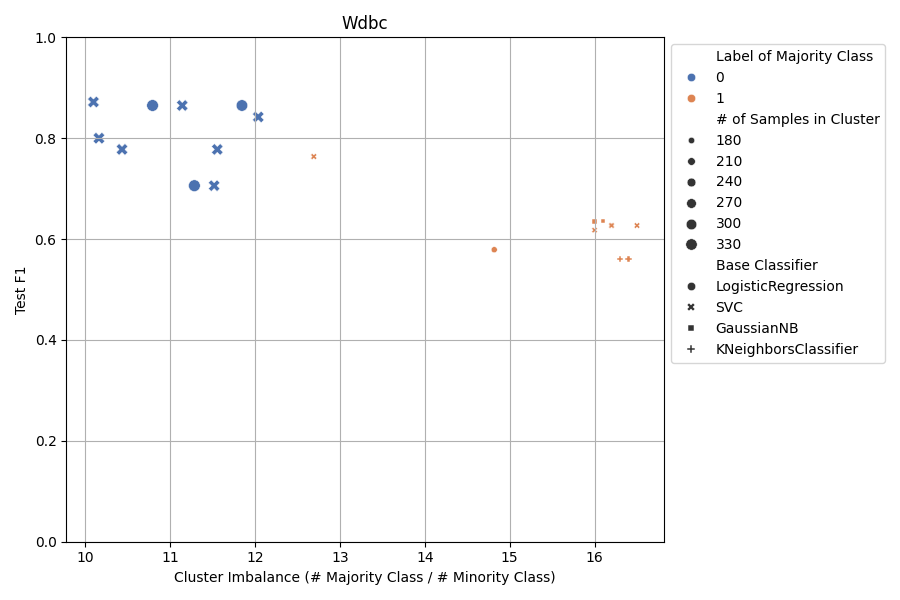 Wdbc
Test F1
1.0
0.8
0.6
0.4
0.2
0.0
10
11
12
13
14
15
16
Cluster Imbalance (# Majority Class / # Minority Class)
Label of Majority Class
0
1
# of Samples in Cluster
180
210
240
270
300
330
Base Classifier
LogisticRegression
SVC
GaussianNB
KNeighborsClassifier